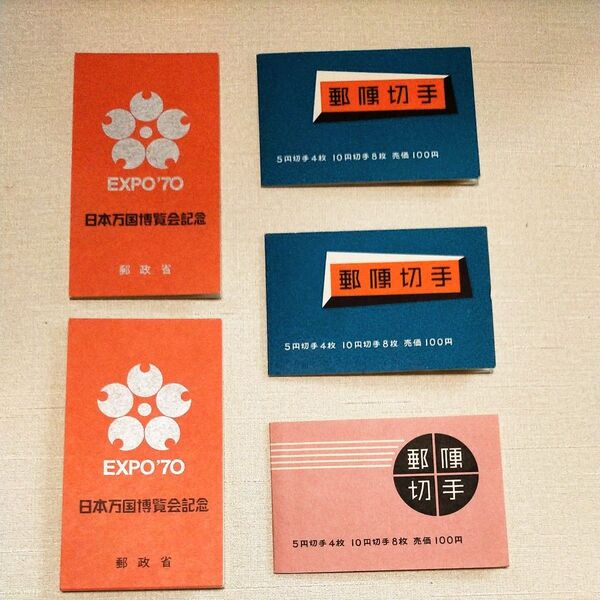 EXPO'70
日本万国博覧会記念
郵政省
EXPO'70
日本万国博覧会記念
郵政省
郵便切手
5円切手4枚 10円切手8枚 売価100円
郵便切手
5円切手4枚 10円切手8枚 売価100円
郵便
切手
5円切手4枚 10円切手8枚 売価100円